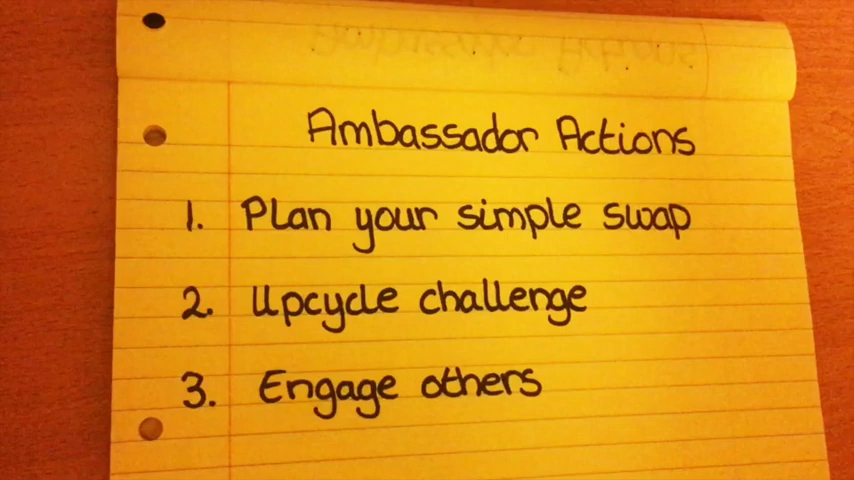 Ambassador Actions
1. Plan your simple swap
2. Upcycle challenge
3. Engage others